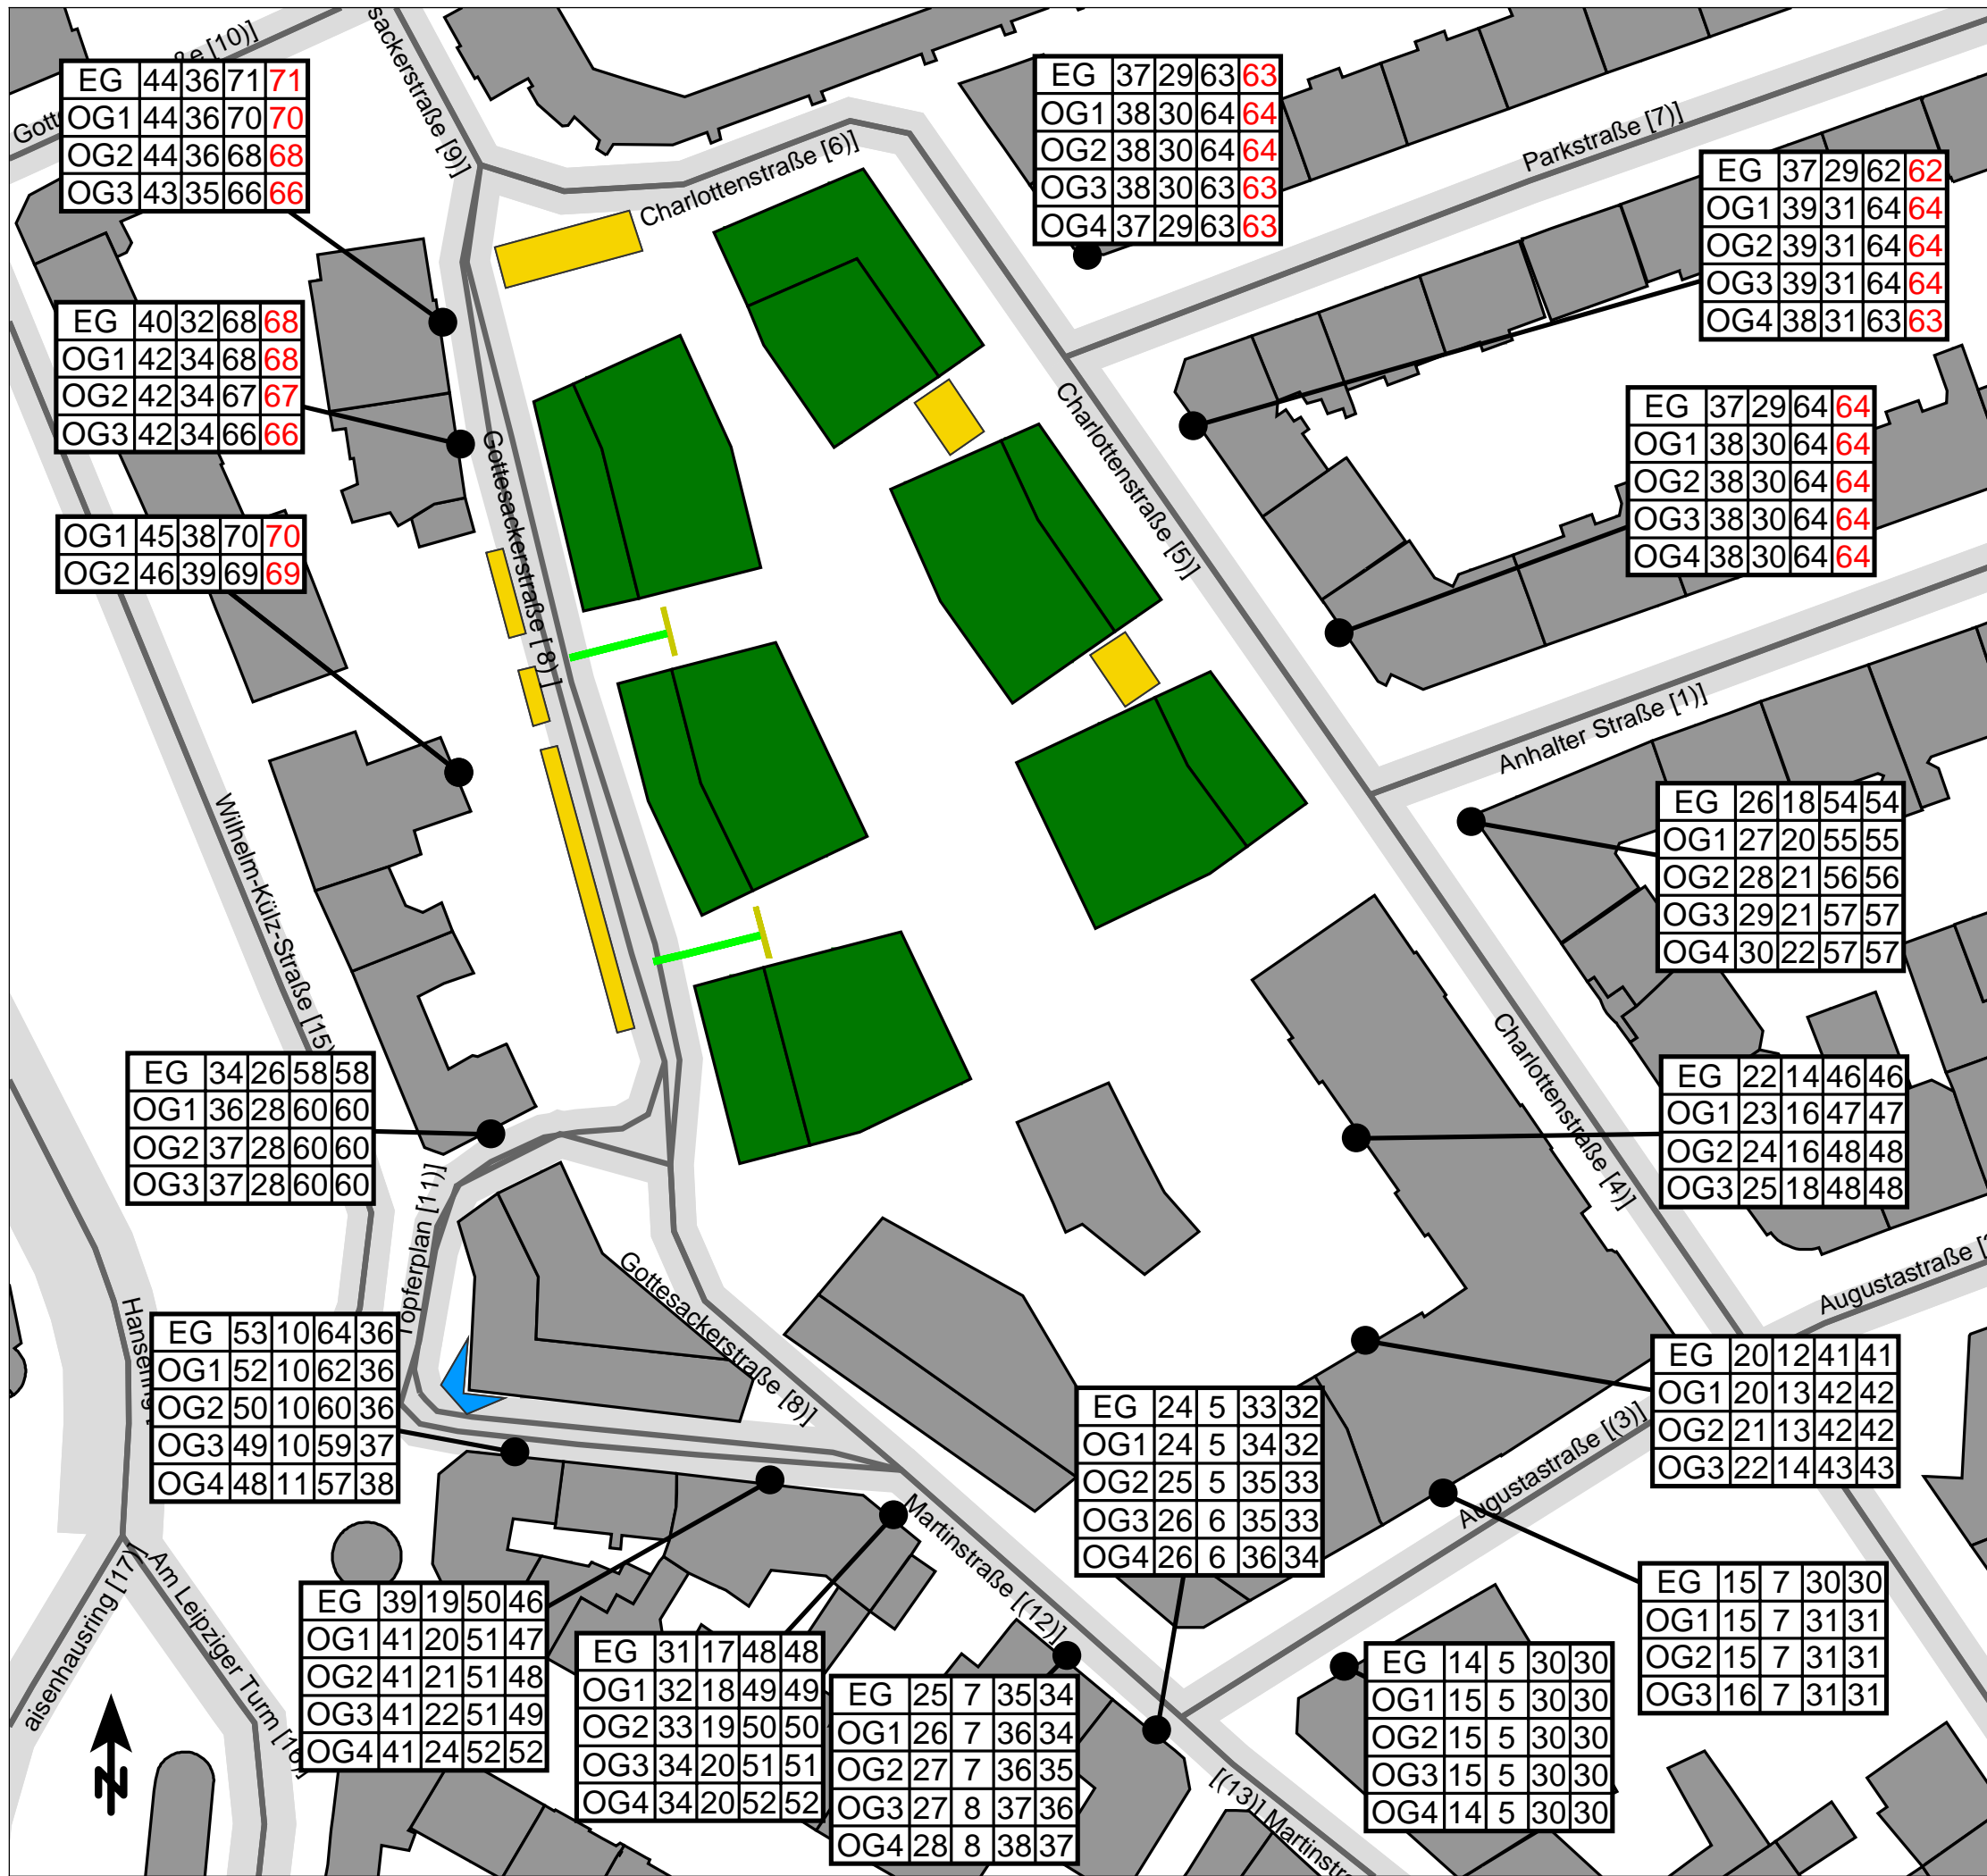 sackerstraße [9)]
ße [10)]
Gott
EG 44 36 71 71
OG1 44 36 70 70
OG2 44 36 68 68
OG3 43 35 66 66
EG 37 29 63 63
OG1 38 30 64 64
OG2 38 30 64 64
OG3 38 30 63 63
OG4 37 29 63 63
Charlottenstraße [6)]
Parkstraße [7)]
EG 37 29 62 62
OG1 39 31 64 64
OG2 39 31 64 64
OG3 39 31 64 64
OG4 38 31 63 63
EG 40 32 68 68
OG1 42 34 68 68
OG2 42 34 67 67
OG3 42 34 66 66
Charlottenstraße [5)]
EG 37 29 64 64
OG1 38 30 64 64
OG2 38 30 64 64
OG3 38 30 64 64
OG4 38 30 64 64
Gottesackerstraße [ 8) ]
OG1 45 38 70 70
OG2 46 39 69 69
Anhalter Straße [1)]
Wilhelm-Külz-Straße [15)
EG 26 18 54 54
OG1 27 20 55 55
OG2 28 21 56 56
OG3 29 21 57 57
OG4 30 22 57 57
Charlottenstraße [4)]
EG 34 26 58 58
OG1 36 28 60 60
OG2 37 28 60 60
OG3 37 28 60 60
EG 22 14 46 46
OG1 23 16 47 47
OG2 24 16 48 48
OG3 25 18 48 48
Töpferplan [11)]
Gottesackerstraße [8)]
Augustastraße [
Hansering [
EG 53 10 64 36
OG1 52 10 62 36
OG2 50 10 60 36
OG3 49 10 59 37
OG4 48 11 57 38
EG 20 12 41 41
OG1 20 13 42 42
OG2 21 13 42 42
OG3 22 14 43 43
EG 24 5 33 32
OG1 24 5 34 32
OG2 25 5 35 33
OG3 26 6 35 33
OG4 26 6 36 34
Augustastraße [(3)]
Martinstraße [(12)]
aisenhausring [17)]
Am Leipziger Turm [16)]
EG 39 19 50 46
OG1 41 20 51 47
OG2 41 21 51 48
OG3 41 22 51 49
OG4 41 24 52 52
EG 15 7 30 30
OG1 15 7 31 31
OG2 15 7 31 31
OG3 16 7 31 31
EG 31 17 48 48
OG1 32 18 49 49
OG2 33 19 50 50
OG3 34 20 51 51
OG4 34 20 52 52
EG 14 5 30 30
OG1 15 5 30 30
OG2 15 5 30 30
OG3 15 5 30 30
OG4 14 5 30 30
EG 25 7 35 34
OG1 26 7 36 34
OG2 27 7 36 35
OG3 27 8 37 36
OG4 28 8 38 37
N
[(13)] Martinstr